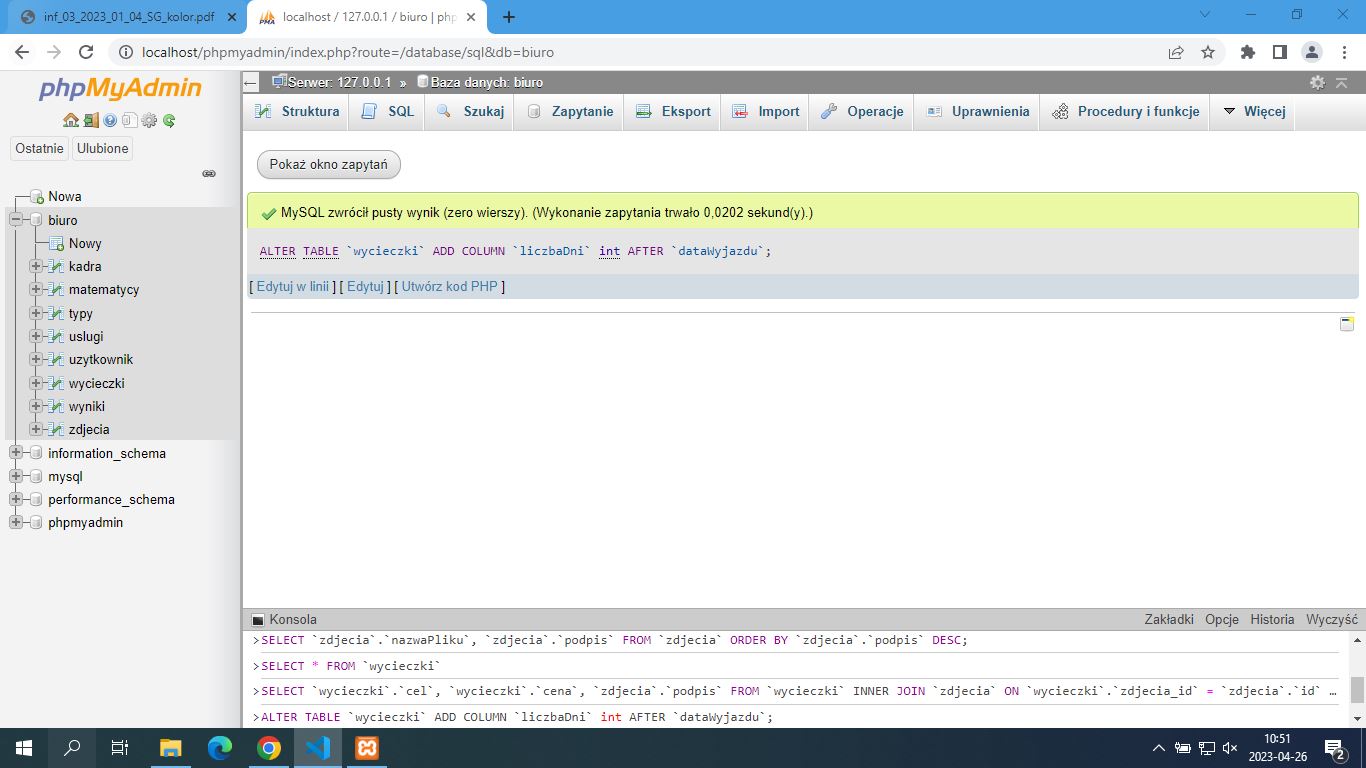 inf_03_2023_01_04_SG_kolor.pdf
localhost / 127.0.0.1 / biuro | php
localhost/phpmyadmin/index.php?route=/database/sql&db=biuro
phpMyAdmin
Ostatnie Ulubione
Nowa
biuro
Nowy
kadra
matematycy
typy
uslugi
uzytkownik
wycieczki
wyniki
zdjecia
information_schema
mysql
performance_schema
phpmyadmin
Serwer: 127.0.0.1 » Baza danych: biuro
Struktura SQL Szukaj Zapytanie Eksport Import Operacje Uprawnienia Procedury i funkcje Więcej
Pokaż okno zapytań
MySQL zwrócił pusty wynik (zero wierszy). (Wykonanie zapytania trwało 0,0202 sekund(y).)
ALTER TABLE `wycieczki` ADD COLUMN `liczbaDni` int AFTER `dataWyjazdu`;
[ Edytuj w linii ] [ Edytuj ] [ Utwórz kod PHP ]
Konsola Zakładki Opcje Historia Wyczyść
>SELECT `zdjecia`.`nazwaPliku`, `zdjecia`.`podpis` FROM `zdjecia` ORDER BY `zdjecia`.`podpis` DESC;
>SELECT * FROM `wycieczki`
>SELECT `wycieczki`.`cel`, `wycieczki`.`cena`, `zdjecia`.`podpis` FROM `wycieczki` INNER JOIN `zdjecia` ON `wycieczki`.`zdjecia_id` = `zdjecia`.`id` …
>ALTER TABLE `wycieczki` ADD COLUMN `liczbaDni` int AFTER `dataWyjazdu`;
10:51
2023-04-26
2